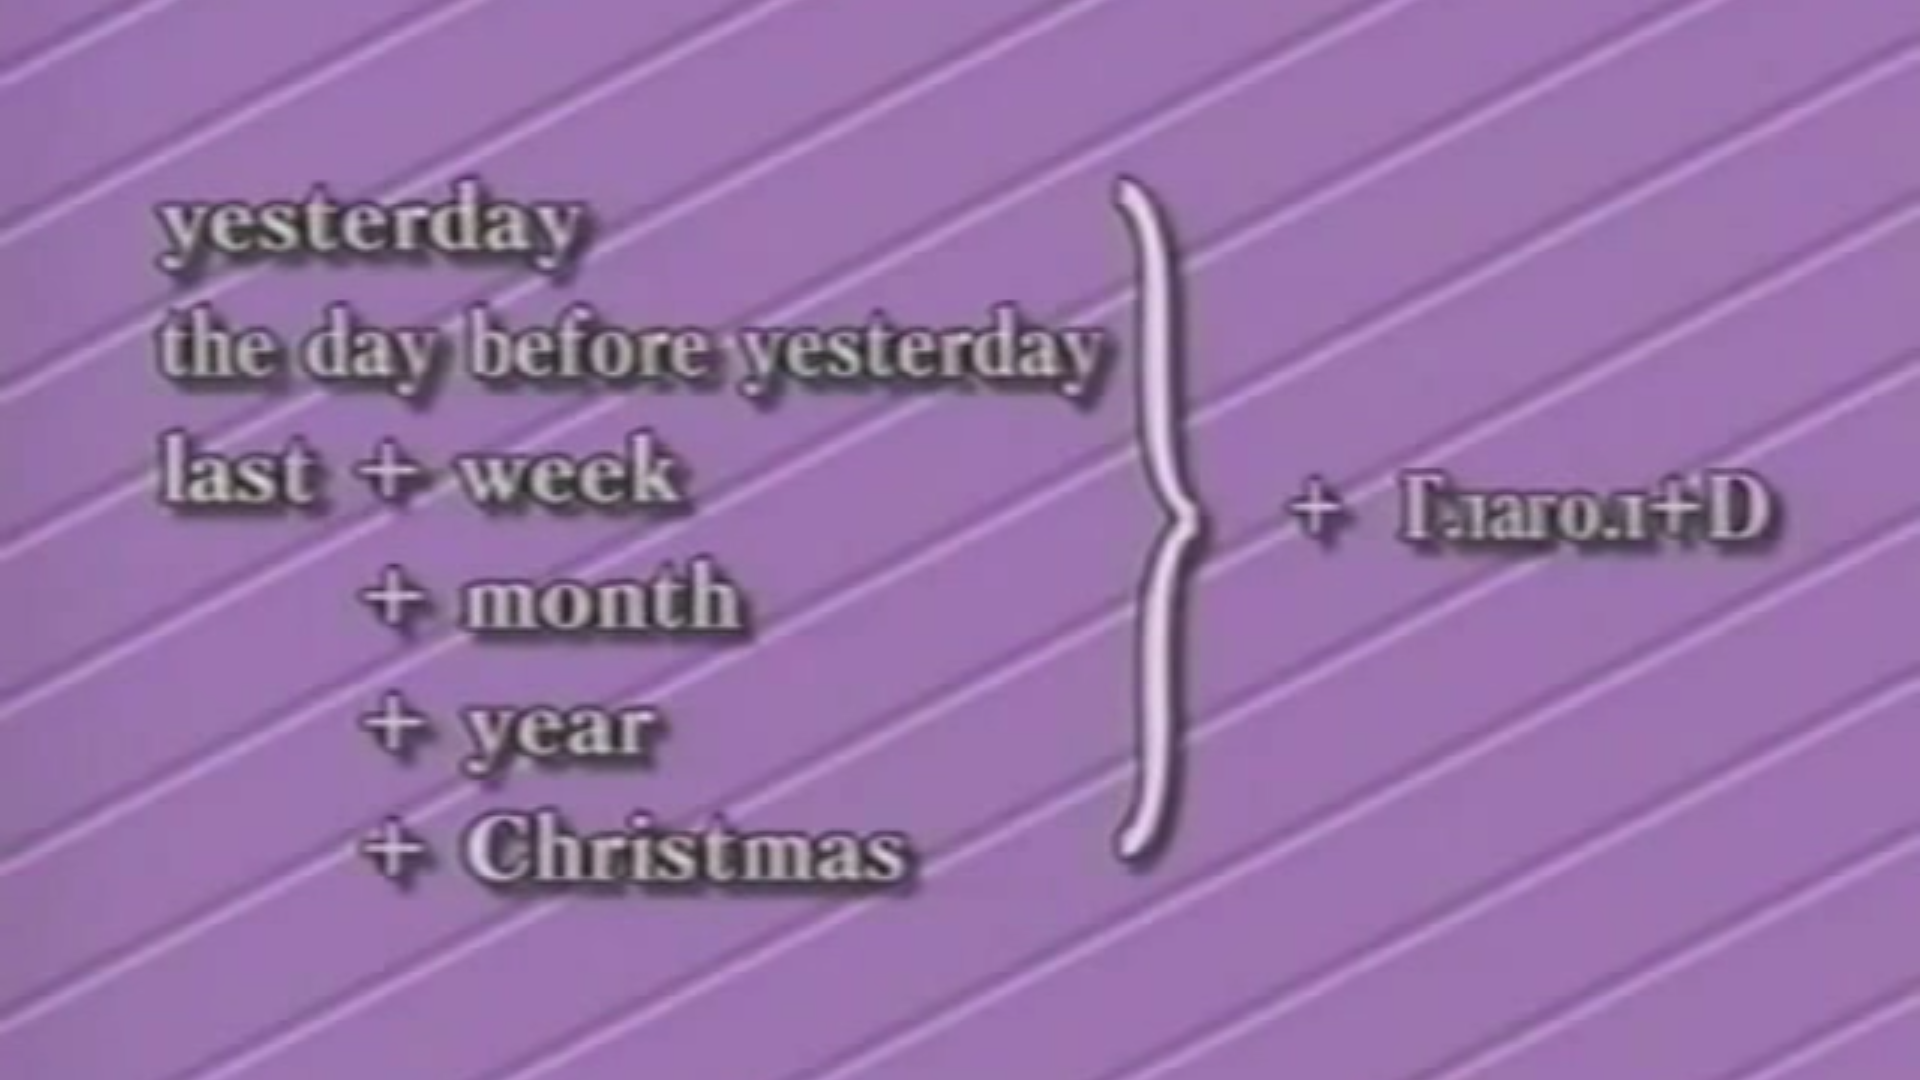 yesterday
the day before yesterday
last + week
+ month
+ year
+ Christmas
+ Глагол+D